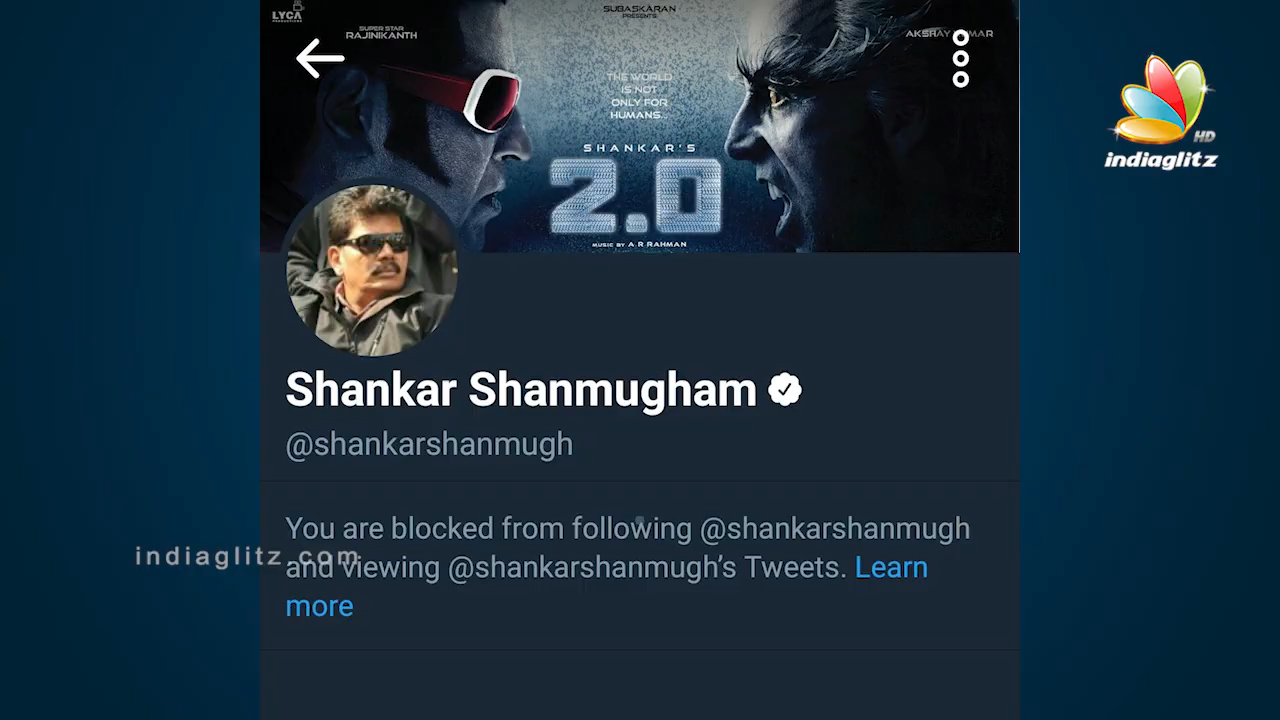 LYCA
PRODUCTIONS
SUBASKARAN
PRESENTS
SUPER STAR
RAJINIKANTH
AKSHAY KUMAR
THE WORLD
IS NOT
ONLY FOR
HUMANS...
SHANKAR'S
2.0
MUSIC BY A.R RAHMAN
HD
indiaglitz
Shankar Shanmugham
@shankarshanmugh
You are blocked from following @shankarshanmugh
and viewing @shankarshanmugh’s Tweets. Learn
more
indiaglitz.com